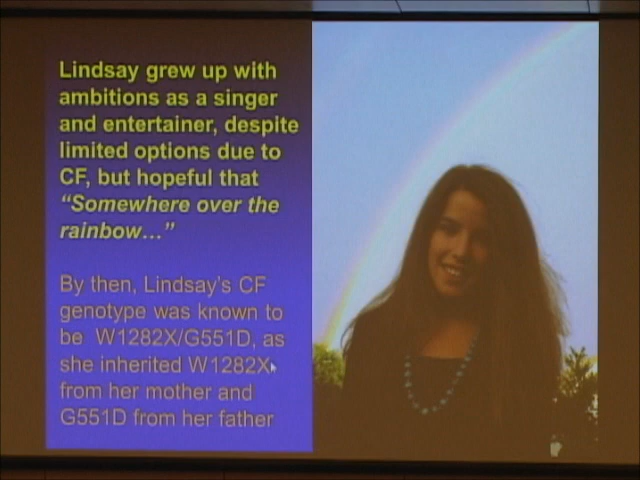 Lindsay grew up with
ambitions as a singer
and entertainer, despite
limited options due to
CF, but hopeful that
“Somewhere over the
rainbow…”
By then, Lindsay’s CF
genotype was known to
be W1282X/G551D, as
she inherited W1282X
from her mother and
G551D from her father